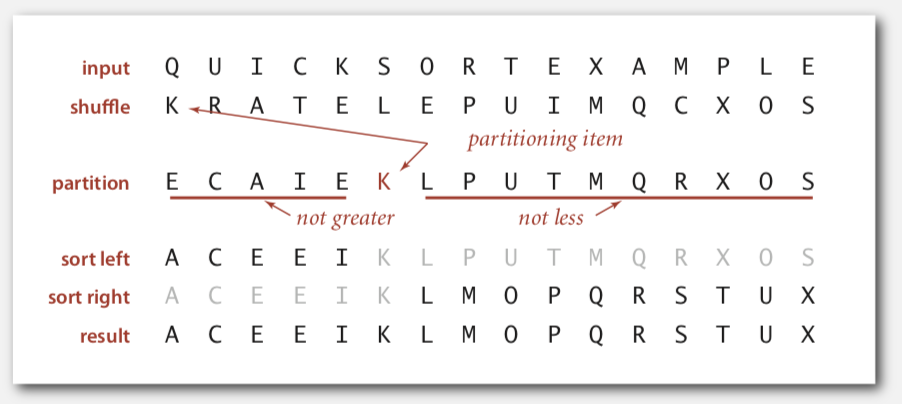 input Q U I C K S O R T E X A M P L E
shuffle K R A T E L E P U I M Q C X O S
partitioning item
partition E C A I E K L P U T M Q R X O S
not greater not less
sort left A C E E I K L P U T M Q R X O S
sort right A C E E I K L M O P Q R S T U X
result A C E E I K L M O P Q R S T U X